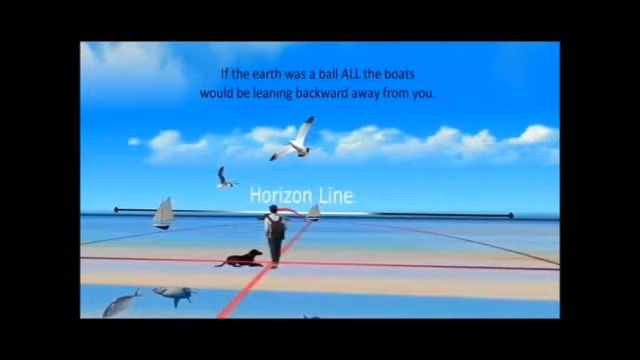 If the earth was a ball ALL the boats
would be leaning backward away from you.
Horizon Line